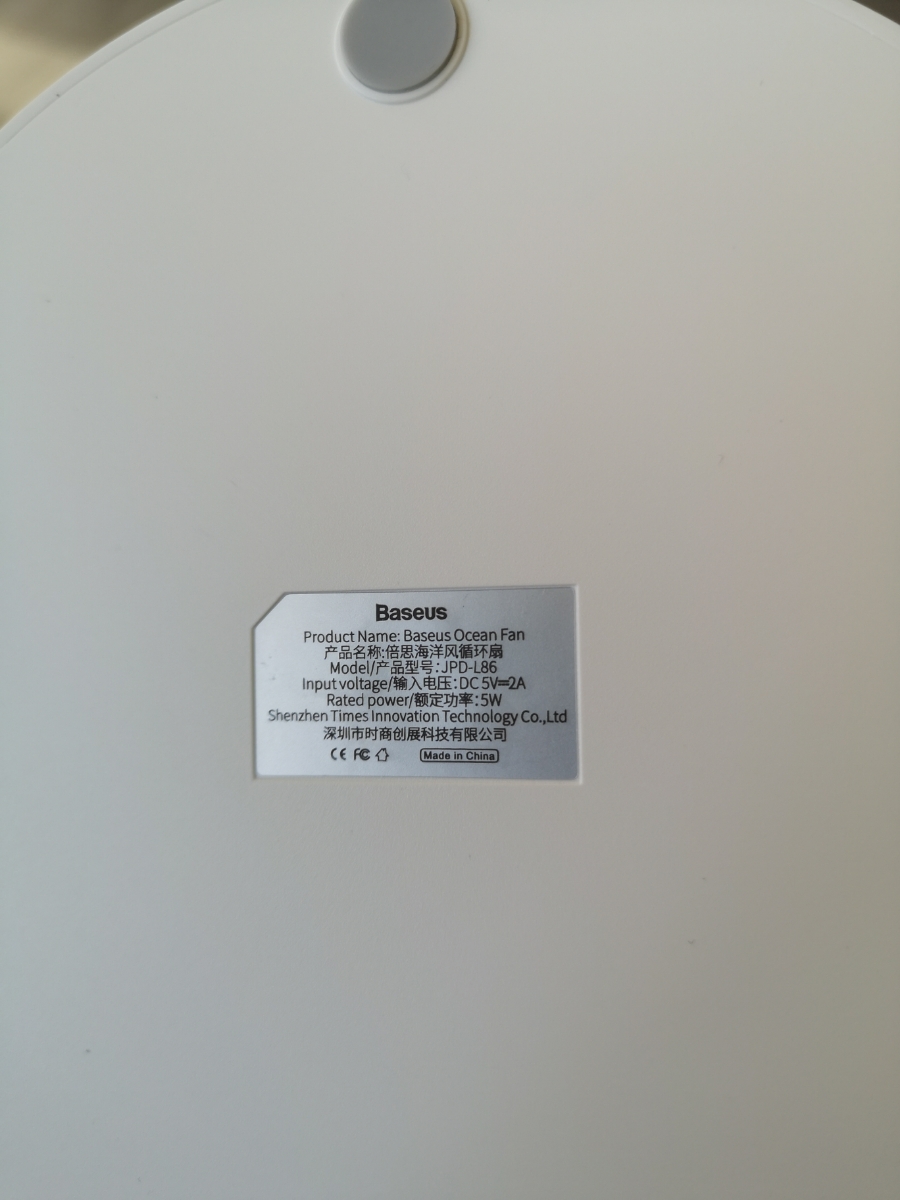 Baseus
Product Name: Baseus Ocean Fan
产品名称:倍思海洋风循环扇
Model/产品型号:JPD-L86
Input voltage/输入电压:DC 5V⎓2A
Rated power/额定功率:5W
Shenzhen Times Innovation Technology Co.,Ltd
深圳市时商创展科技有限公司
CE FC Made in China